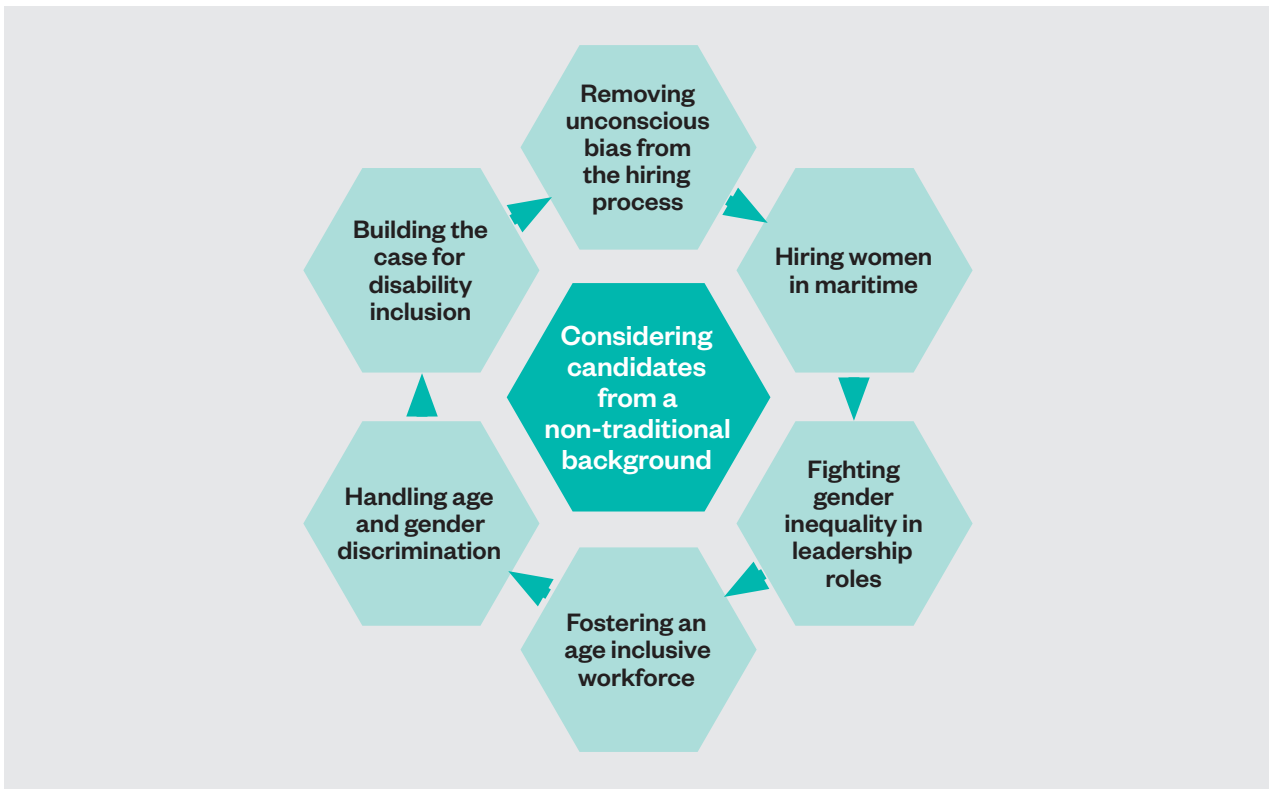 Removing
unconscious
bias from
the hiring
process
Hiring women
in maritime
Fighting
gender
inequality in
leadership
roles
Fostering an
age inclusive
workforce
Handling age
and gender
discrimination
Building the
case for
disability
inclusion
Considering
candidates
from a
non-traditional
background